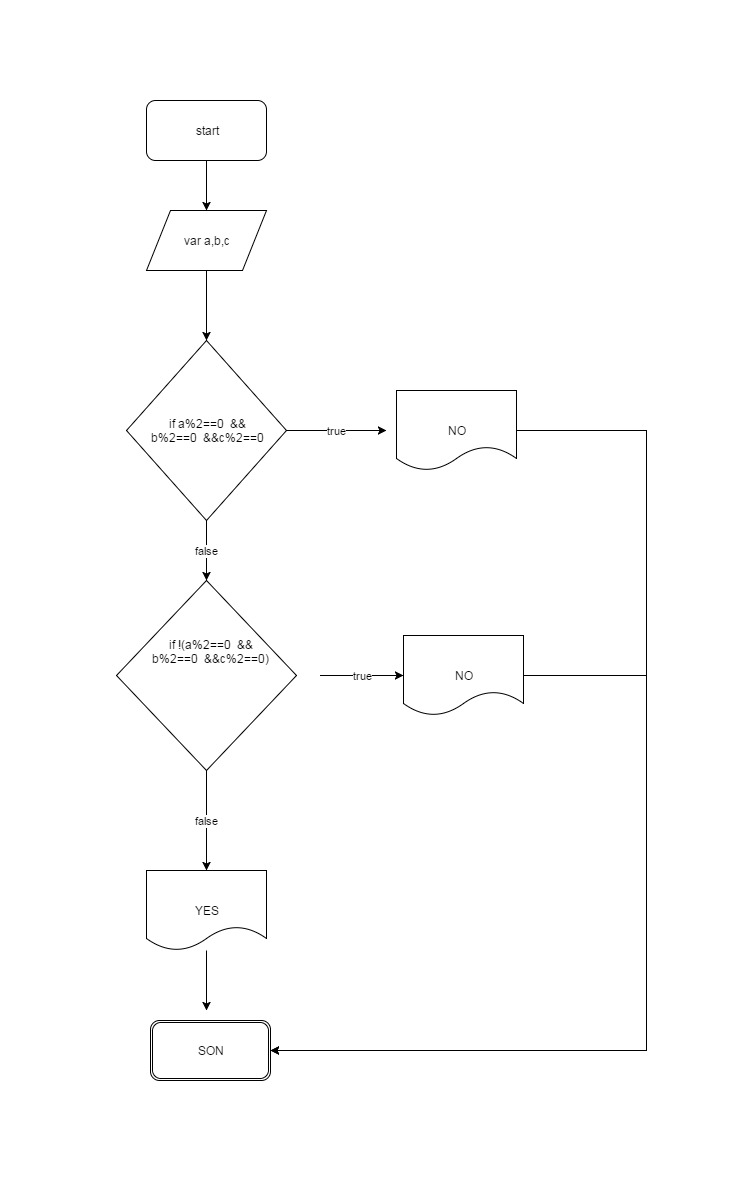 start
var a,b,c
if a%2==0 &&
b%2==0 &&c%2==0
true
NO
false
if !(a%2==0 &&
b%2==0 &&c%2==0)
true
NO
false
YES
SON